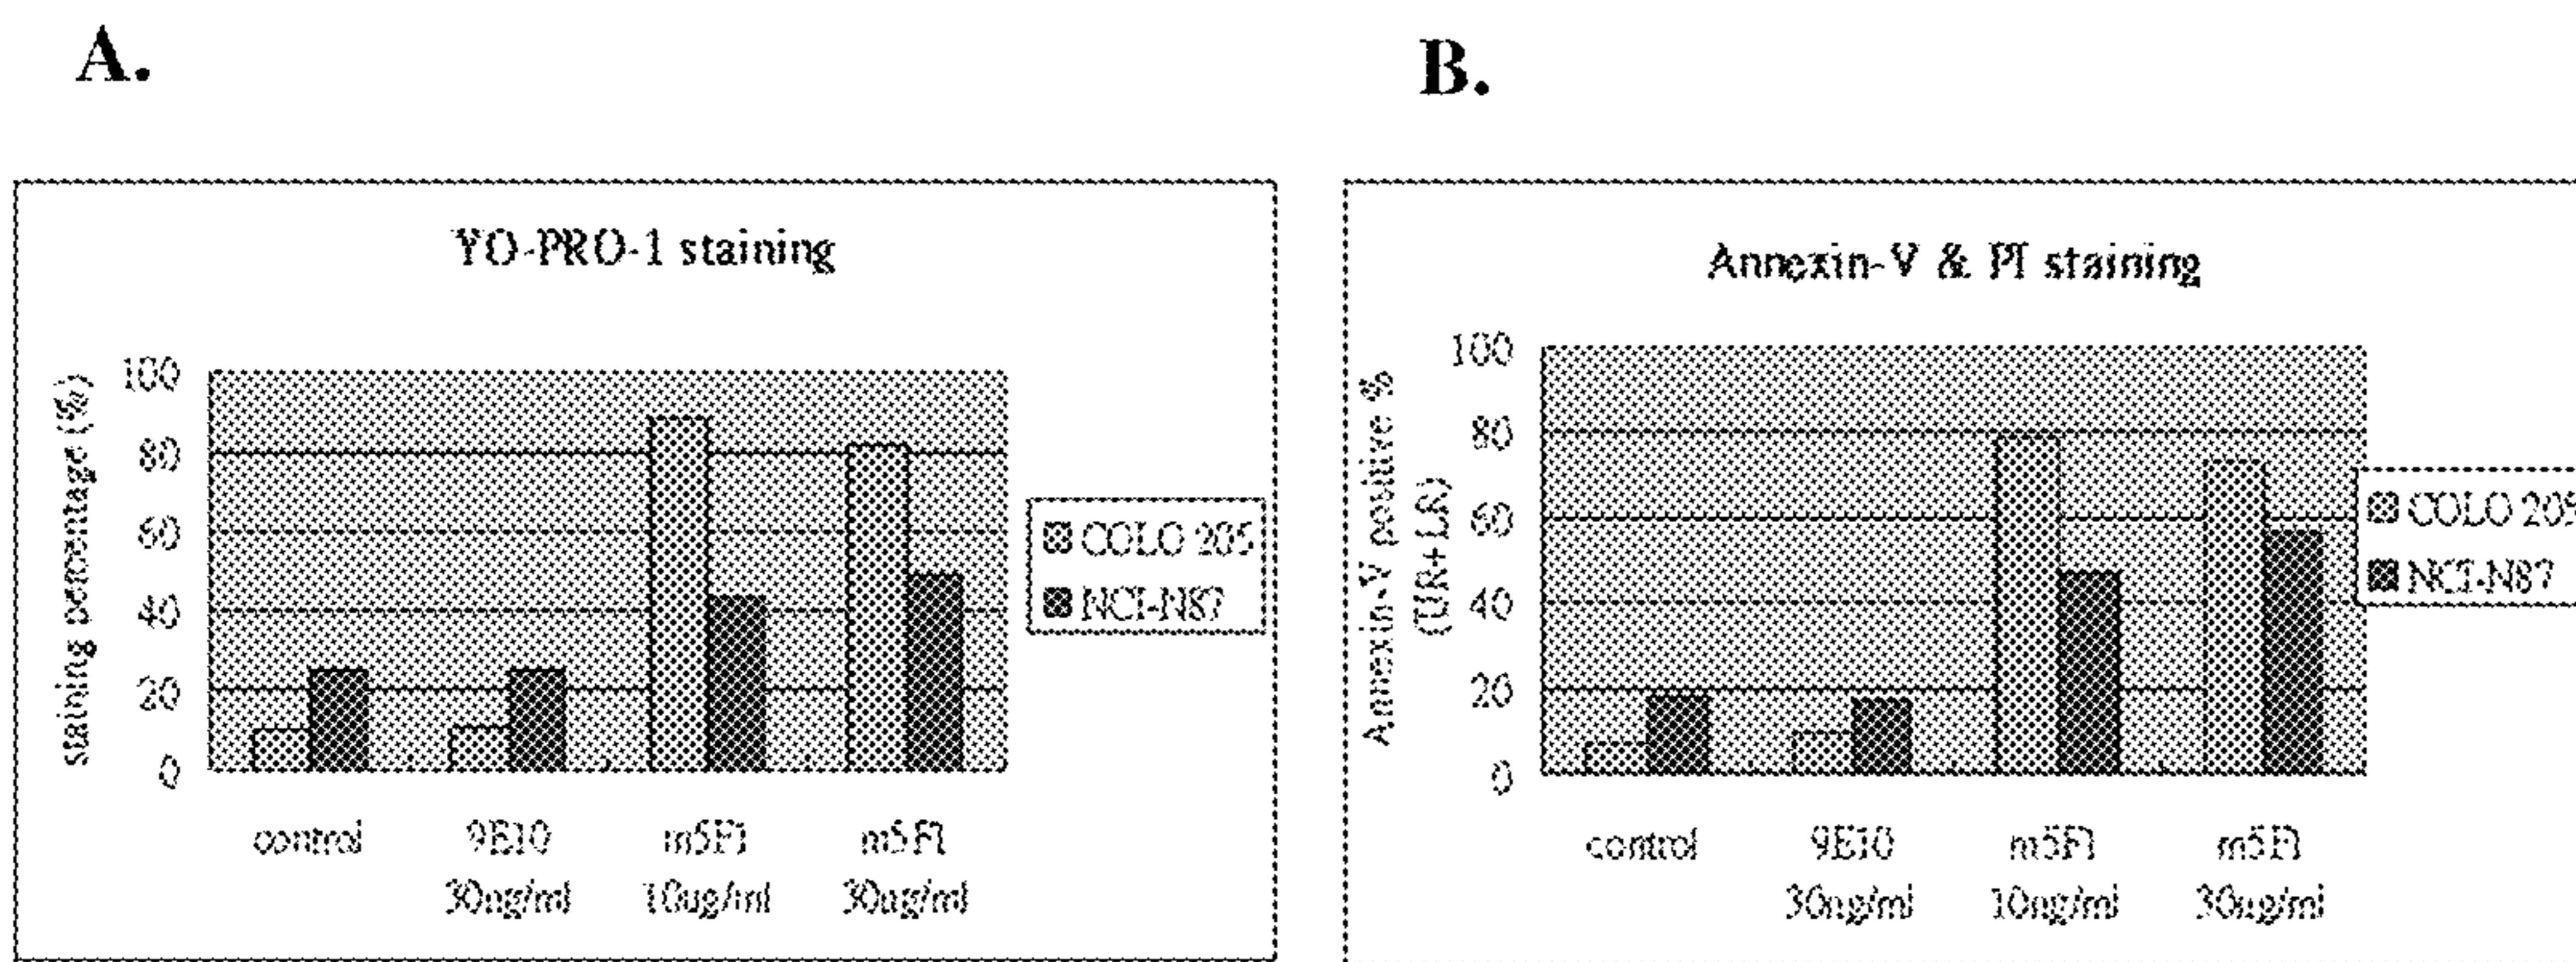 A.
YO-PRO-1 staining
staining percentage (%)
100
80
60
40
20
0
control
9E10
30ug/ml
m5F1
10ug/ml
m5F1
30ug/ml
COLO 205
NCI-N87
B.
Annexin-V & PI staining
Annexin-V positive %
(UR+LR)
100
80
60
40
20
0
control
9E10
30ug/ml
m5F1
10ug/ml
m5F1
30ug/ml
COLO 205
NCI-N87